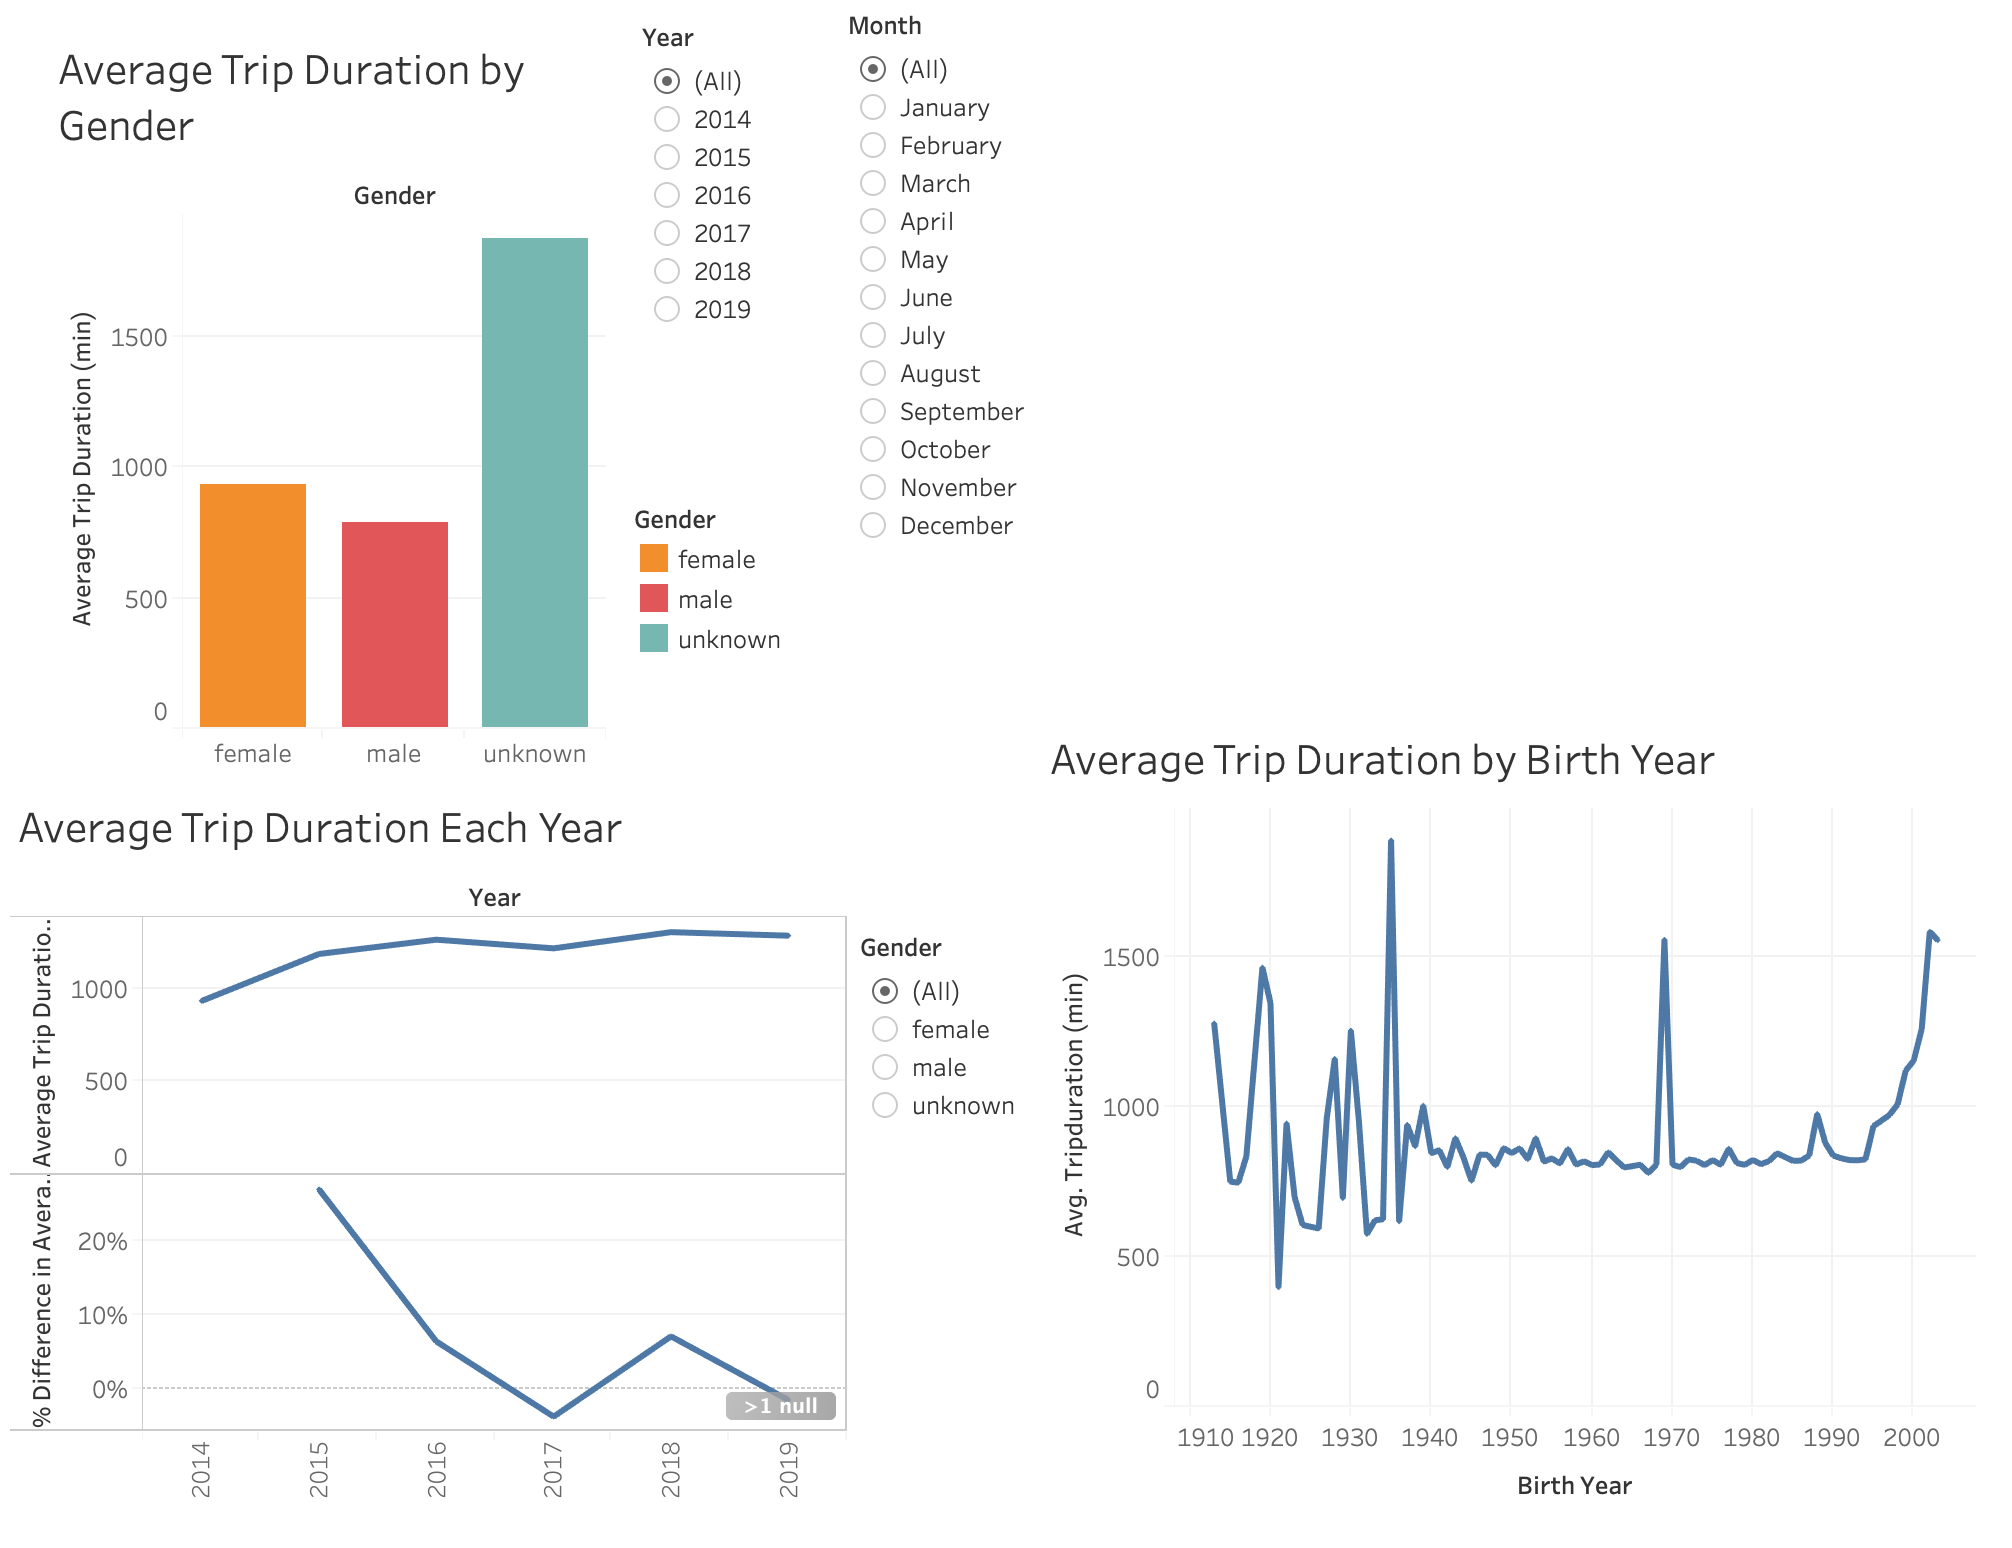 Average Trip Duration by
Gender
Gender
Average Trip Duration (min)
1500
1000
500
0
female
male
unknown
Year
(All)
2014
2015
2016
2017
2018
2019
Gender
female
male
unknown
Month
(All)
January
February
March
April
May
June
July
August
September
October
November
December
Average Trip Duration Each Year
Year
Average Trip Duratio..
1000
500
0
% Difference in Avera..
20%
10%
0%
>1 null
2014
2015
2016
2017
2018
2019
Gender
(All)
female
male
unknown
Average Trip Duration by Birth Year
Avg. Tripduration (min)
1500
1000
500
0
1910 1920 1930 1940 1950 1960 1970 1980 1990 2000
Birth Year